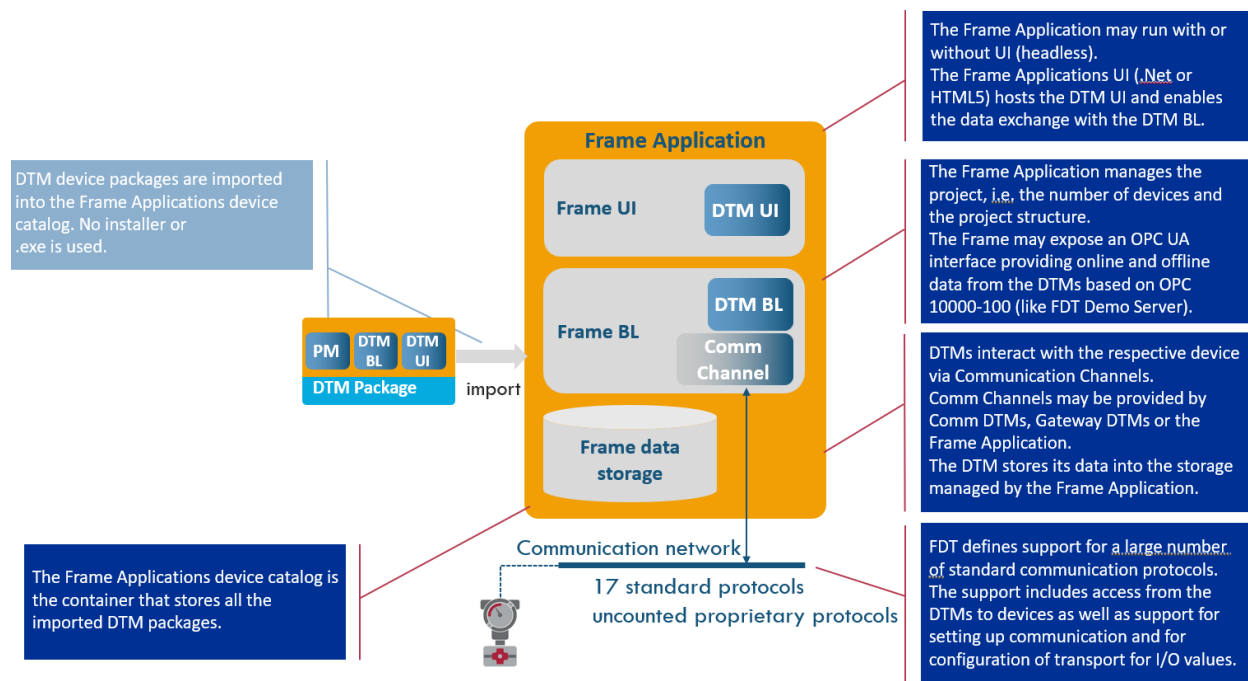 The Frame Application may run with or
without UI (headless).
The Frame Applications UI (.Net or
HTML5) hosts the DTM UI and enables
the data exchange with the DTM BL.
Frame Application
Frame UI
DTM UI
DTM device packages are imported
into the Frame Applications device
catalog. No installer or
.exe is used.
The Frame Application manages the
project, i.e. the number of devices and
the project structure.
The Frame may expose an OPC UA
interface providing online and offline
data from the DTMs based on OPC
10000-100 (like FDT Demo Server).
Frame BL
DTM BL
Comm
Channel
PM
DTM
BL
DTM
UI
DTM Package
import
DTMs interact with the respective device
via Communication Channels.
Comm Channels may be provided by
Comm DTMs, Gateway DTMs or the
Frame Application.
The DTM stores its data into the storage
managed by the Frame Application.
Frame data
storage
Communication network
17 standard protocols
uncounted proprietary protocols
The Frame Applications device catalog is
the container that stores all the
imported DTM packages.
FDT defines support for a large number
of standard communication protocols.
The support includes access from the
DTMs to devices as well as support for
setting up communication and for
configuration of transport for I/O values.